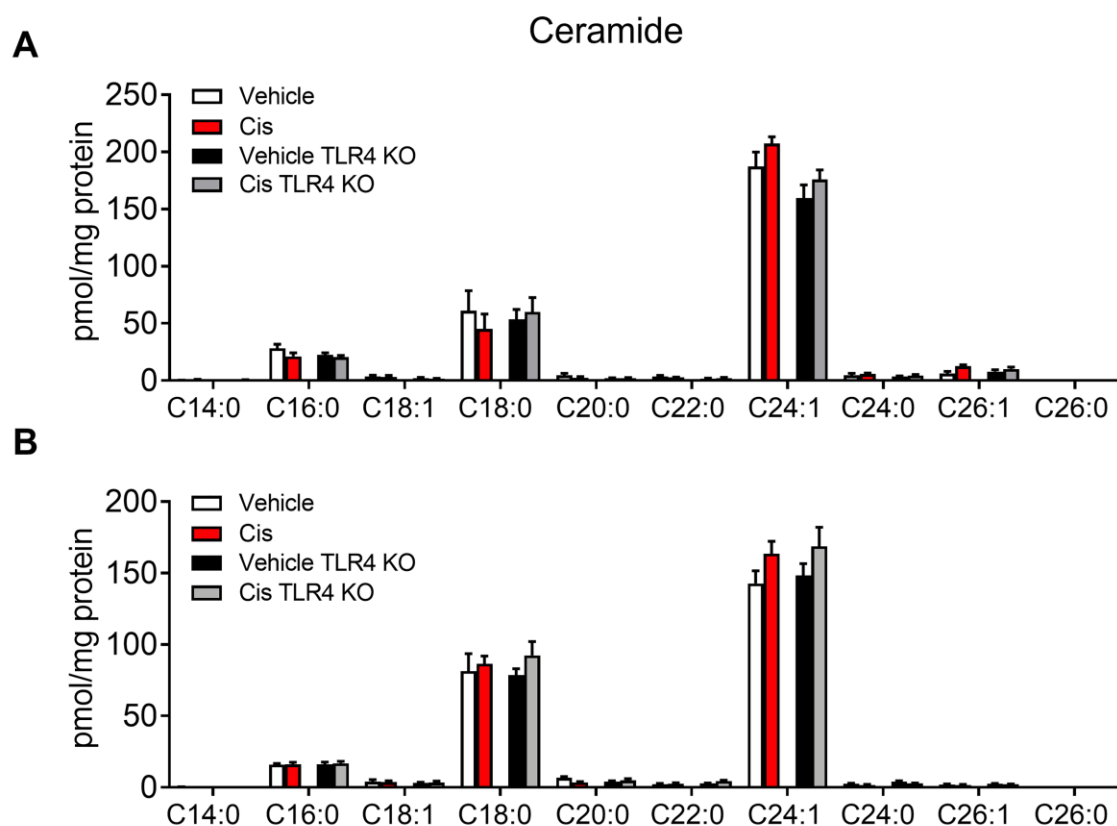 Ceramide
A
Vehicle
Cis
Vehicle TLR4 KO
Cis TLR4 KO
pmol/mg protein
250
200
150
100
50
0
C14:0 C16:0 C18:1 C18:0 C20:0 C22:0 C24:1 C24:0 C26:1 C26:0
B
Vehicle
Cis
Vehicle TLR4 KO
Cis TLR4 KO
pmol/mg protein
200
150
100
50
0
C14:0 C16:0 C18:1 C18:0 C20:0 C22:0 C24:1 C24:0 C26:1 C26:0